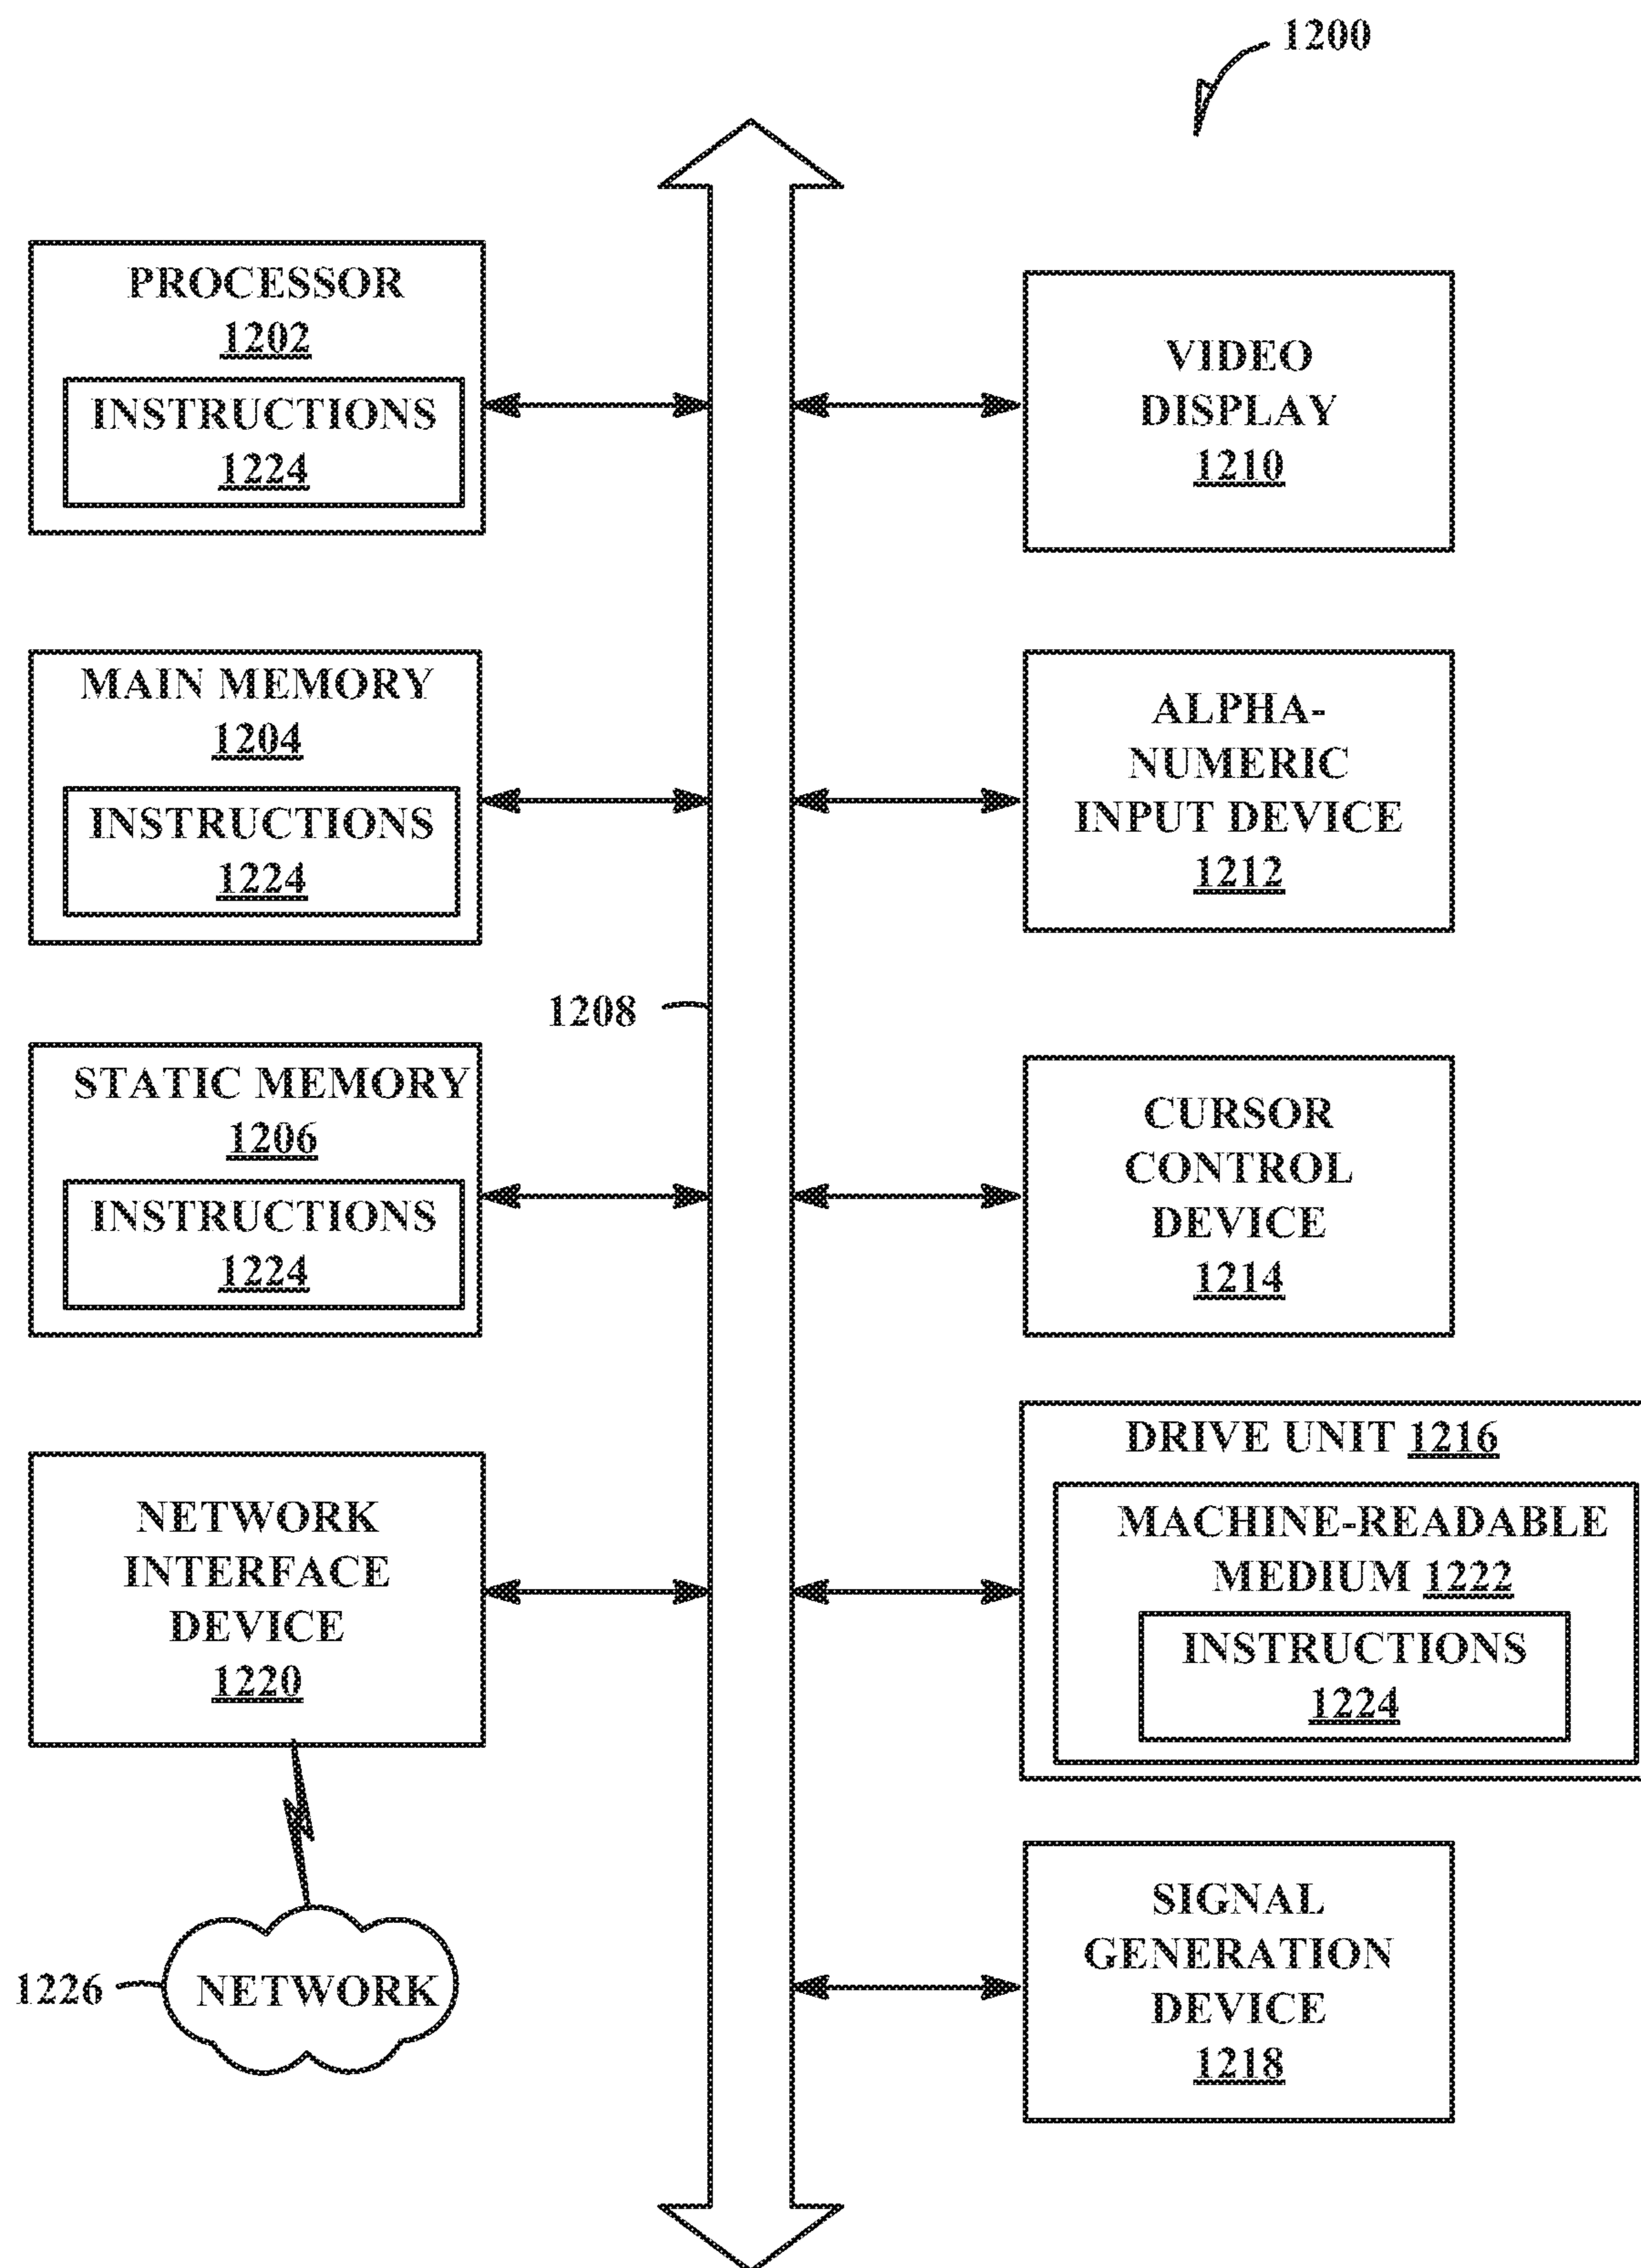 1200
PROCESSOR
1202
INSTRUCTIONS
1224
MAIN MEMORY
1204
INSTRUCTIONS
1224
1208
STATIC MEMORY
1206
INSTRUCTIONS
1224
NETWORK
INTERFACE
DEVICE
1220
1226
NETWORK
VIDEO
DISPLAY
1210
ALPHA-
NUMERIC
INPUT DEVICE
1212
CURSOR
CONTROL
DEVICE
1214
DRIVE UNIT 1216
MACHINE-READABLE
MEDIUM 1222
INSTRUCTIONS
1224
SIGNAL
GENERATION
DEVICE
1218